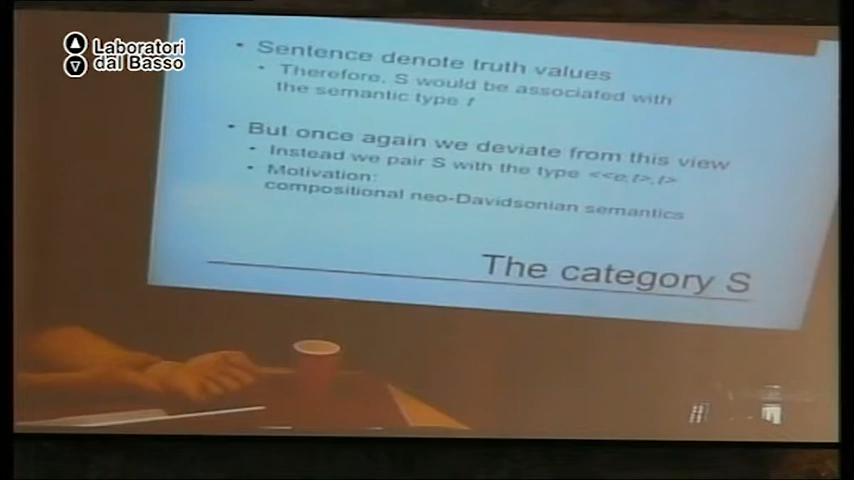 Laboratori
dal Basso
• Sentence denote truth values
• Therefore, S would be associated with
the semantic type t
• But once again we deviate from this view
• Instead we pair S with the type <<e,t>,t>
• Motivation:
compositional neo-Davidsonian semantics
The category S